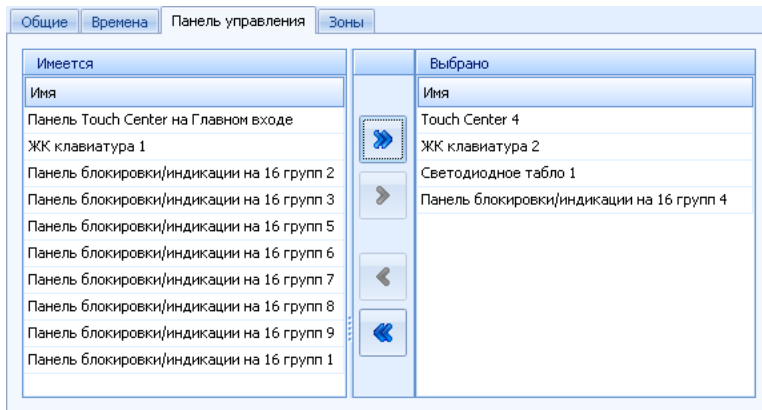 Общие Времена Панель управления Зоны
Имеется
Имя
Панель Touch Center на Главном входе
ЖК клавиатура 1
Панель блокировки/индикации на 16 групп 2
Панель блокировки/индикации на 16 групп 3
Панель блокировки/индикации на 16 групп 5
Панель блокировки/индикации на 16 групп 6
Панель блокировки/индикации на 16 групп 7
Панель блокировки/индикации на 16 групп 8
Панель блокировки/индикации на 16 групп 9
Панель блокировки/индикации на 16 групп 1
Выбрано
Имя
Touch Center 4
ЖК клавиатура 2
Светодиодное табло 1
Панель блокировки/индикации на 16 групп 4